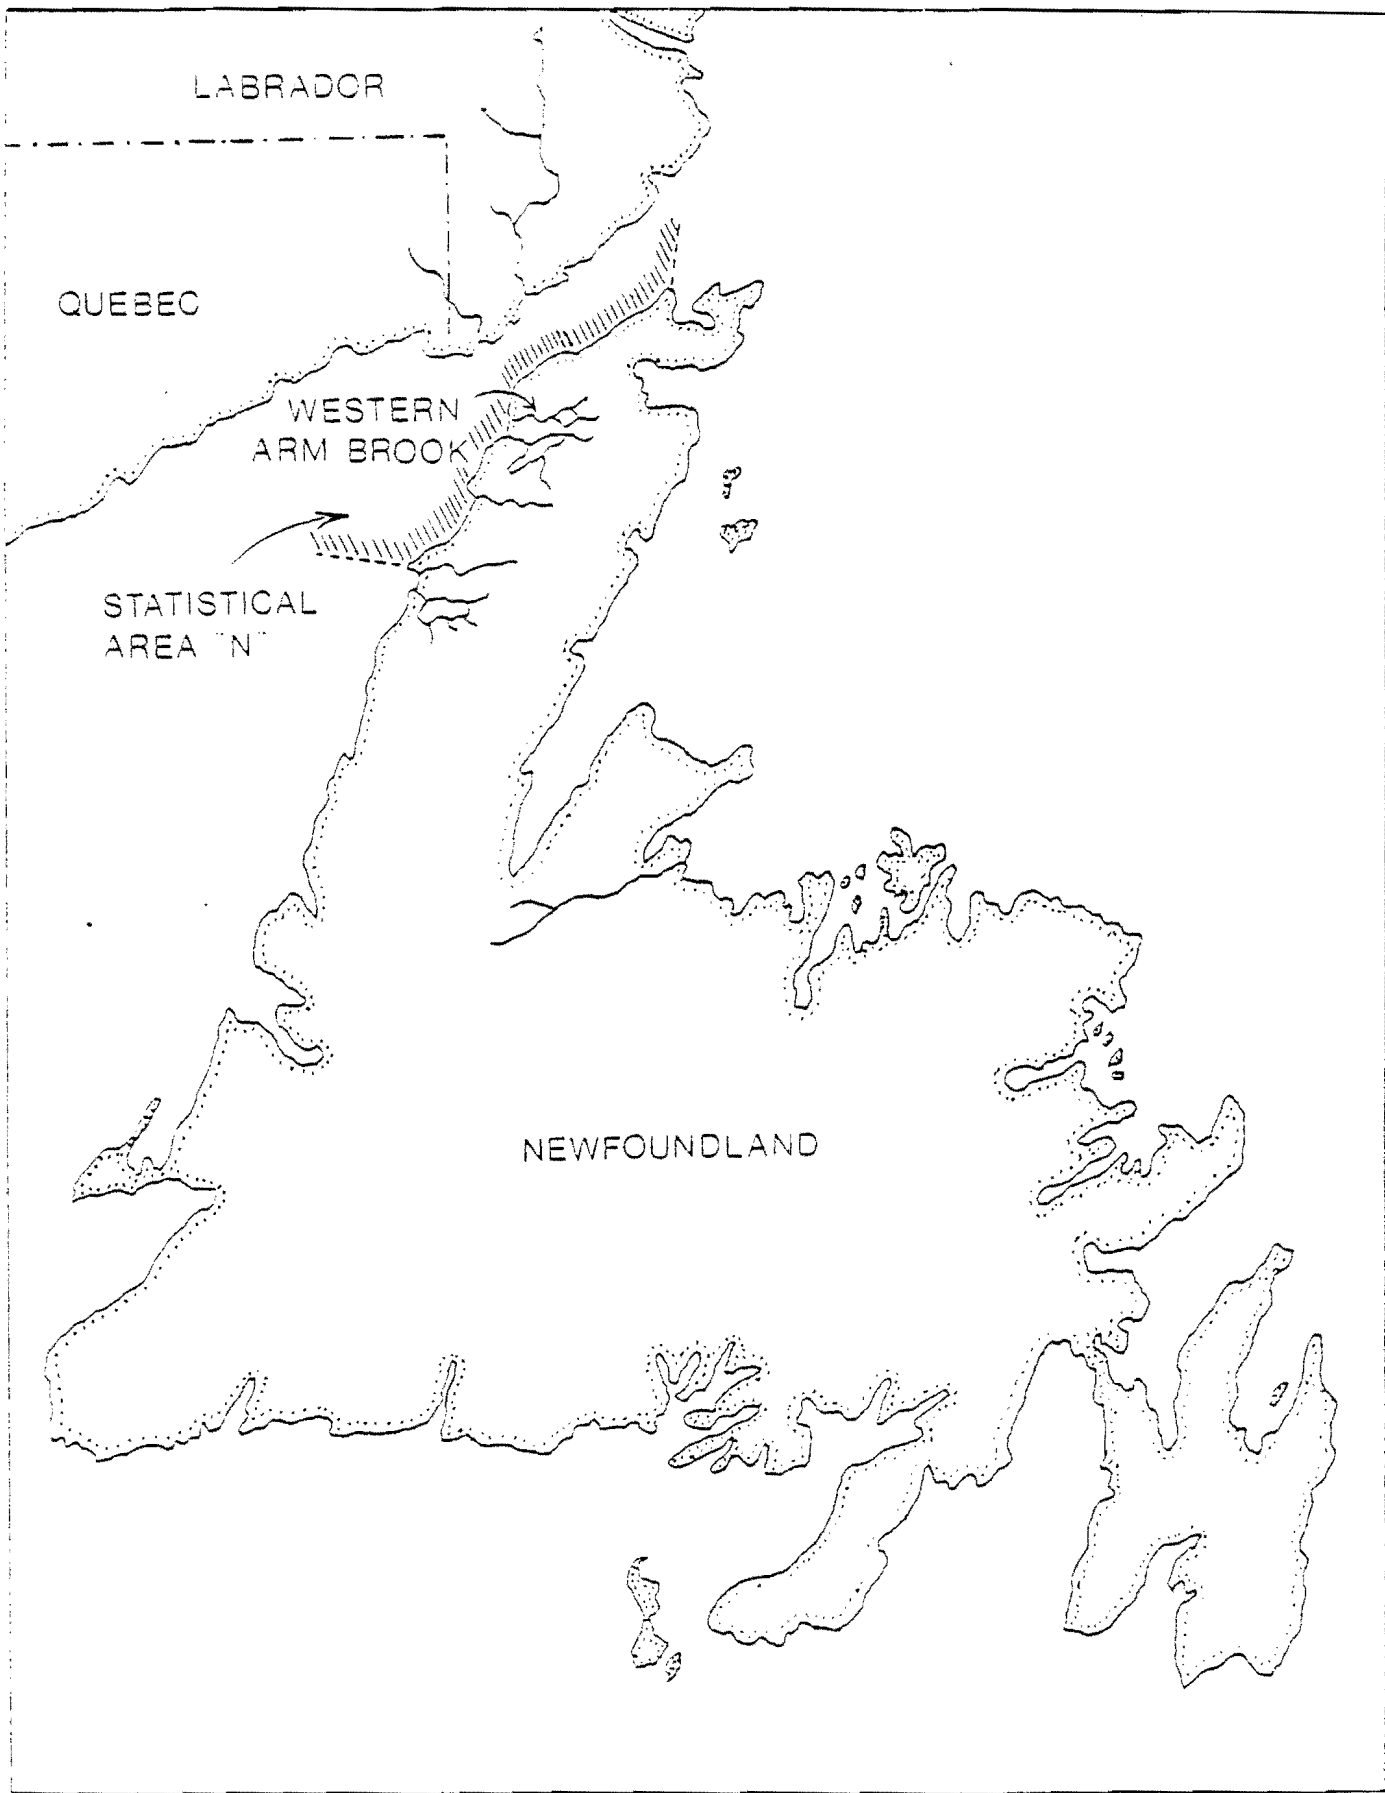 LABRADOR
QUEBEC
WESTERN
ARM BROOK
STATISTICAL
AREA "N"
NEWFOUNDLAND